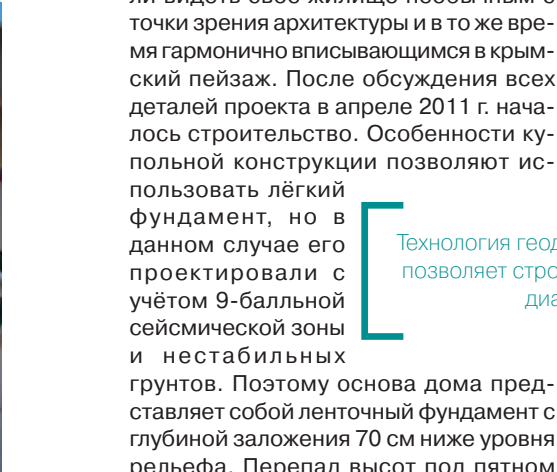 ли видеть своё жилище необычным с
точки зрения архитектуры и в то же вре-
мя гармонично вписывающимся в крым-
ский пейзаж. После обсуждения всех
деталей проекта в апреле 2011 г. нача-
лось строительство. Особенности ку-
польной конструкции позволяют ис-
пользовать лёгкий
фундамент, но в
данном случае его
проектировали с
учётом 9-балльной
сейсмической зоны
и нестабильных
грунтов. Поэтому основа дома пред-
ставляет собой ленточный фундамент с
глубиной заложения 70 см ниже уровня
рельефа. Перепад высот под пятном
Технология геод
позволяет стро
диа